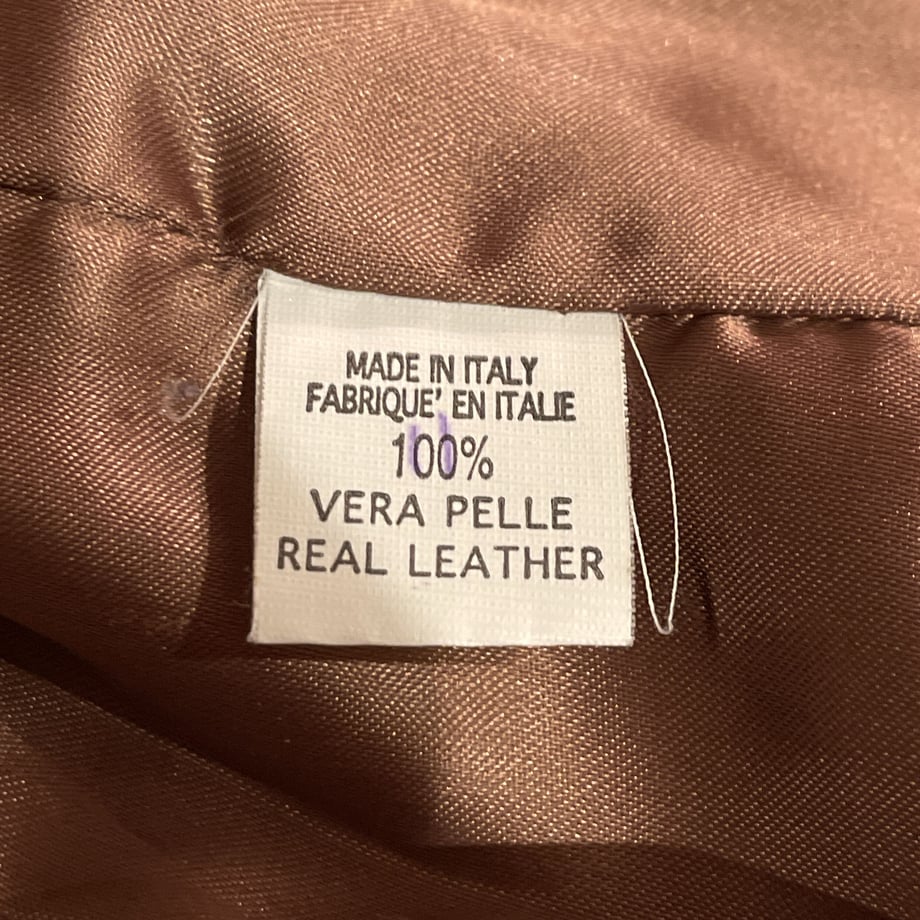 MADE IN ITALY
FABRIQUE' EN ITALIE
100%
VERA PELLE
REAL LEATHER